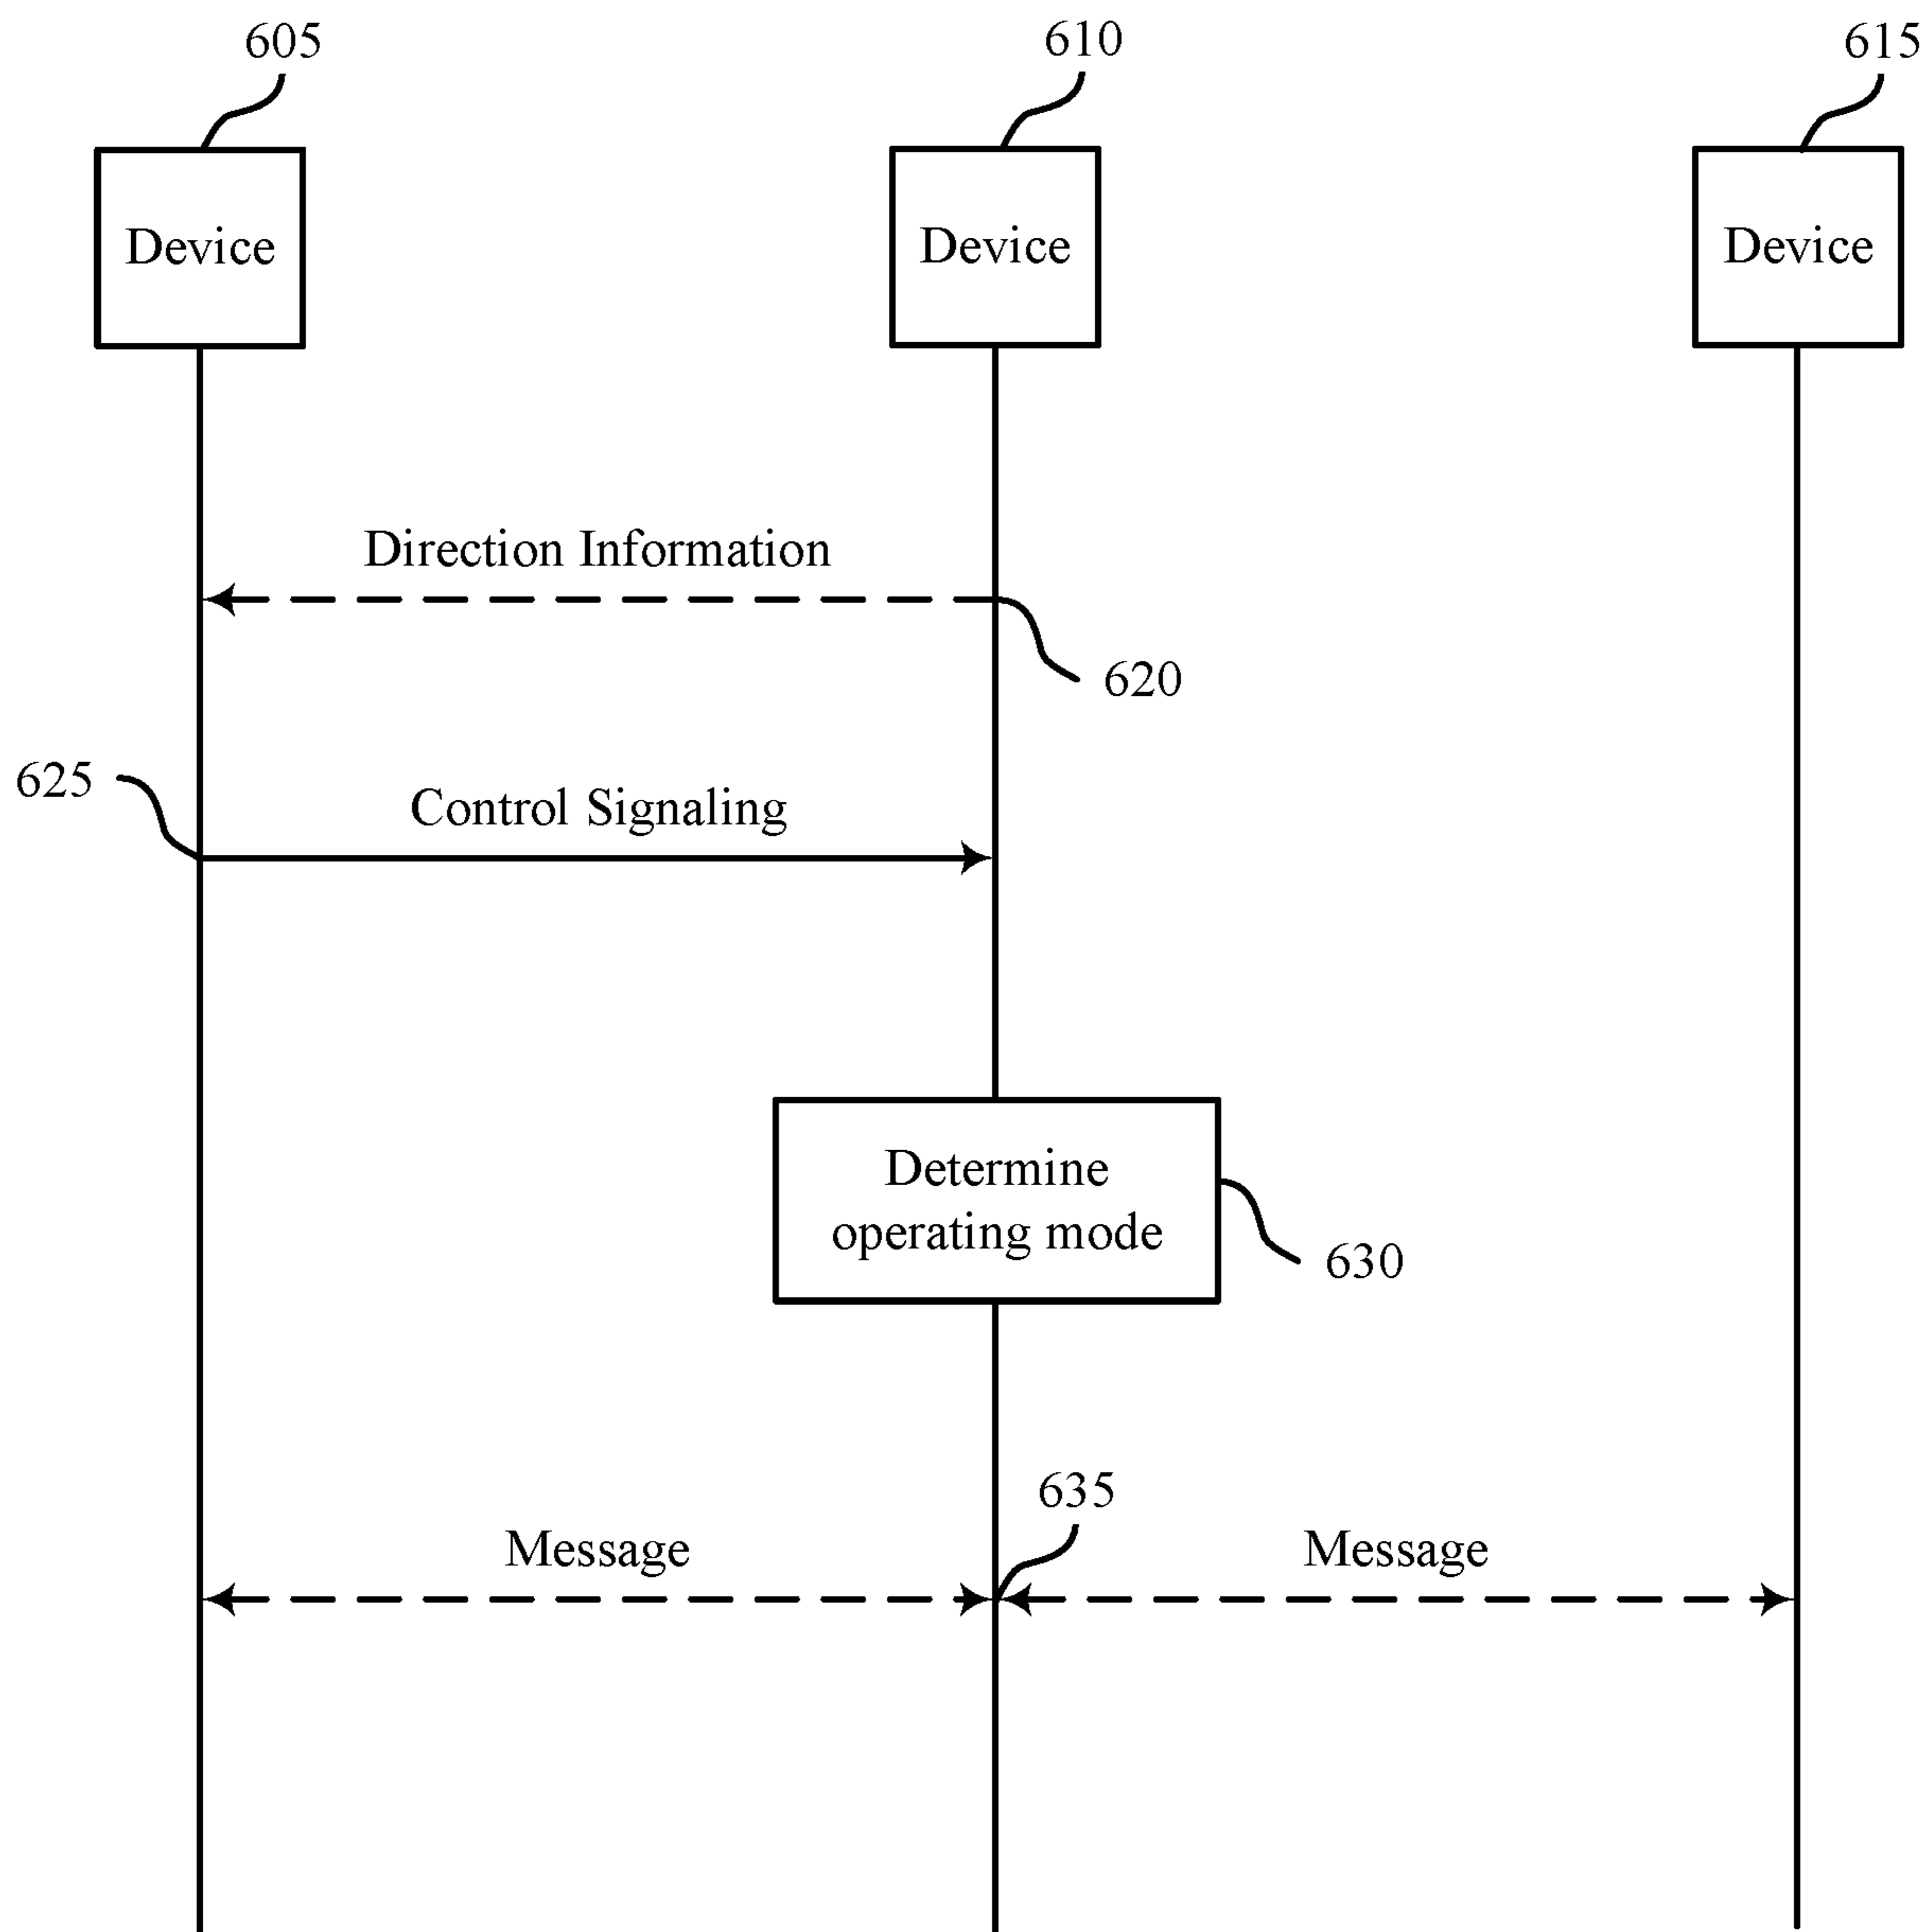 605
610
615
Device
Device
Device
Direction Information
620
625
Control Signaling
Determine
operating mode
630
635
Message
Message